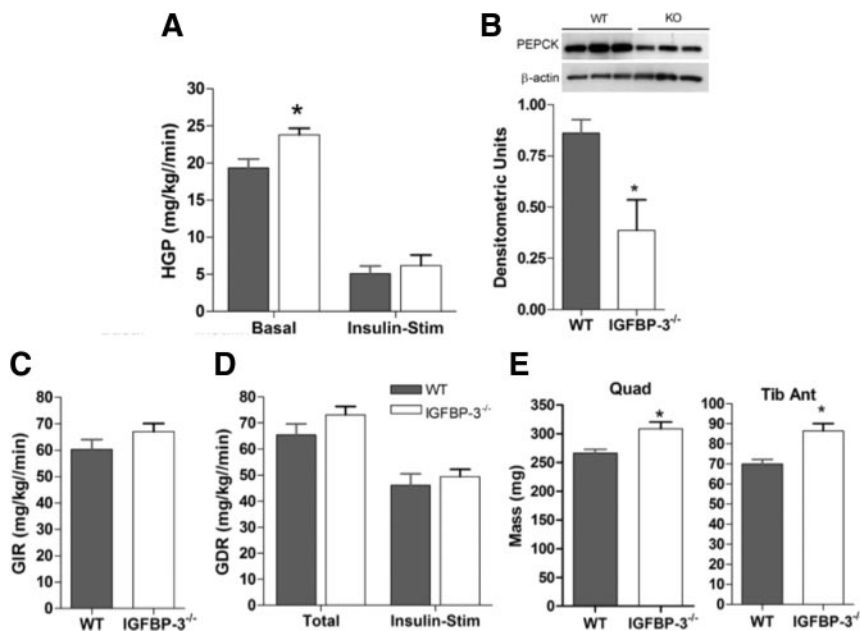 A
HGP (mg/kg//min)
30
25
20
15
10
5
0
*
Basal
Insulin-Stim
B
WT
KO
PEPCK
β-actin
Densitometric Units
1.00
0.75
0.50
0.25
0.00
*
WT
IGFBP-3-/-
C
GIR (mg/kg//min)
80
70
60
50
40
30
20
10
0
WT
IGFBP-3-/-
D
GDR (mg/kg//min)
80
70
60
50
40
30
20
10
0
WT
IGFBP-3-/-
Total
Insulin-Stim
E
Quad
Mass (mg)
350
300
250
200
150
100
50
0
*
WT
IGFBP-3-/-
Tib Ant
100
90
80
70
60
50
40
30
20
10
0
*
WT
IGFBP-3-/-